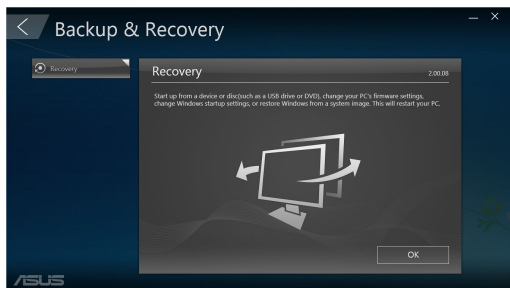 Backup & Recovery
Recovery
Recovery
2.00.08
Start up from a device or disc(such as a USB drive or DVD), change your PC's firmware settings,
change Windows startup settings, or restore Windows from a system image. This will restart your PC.
OK
ASUS